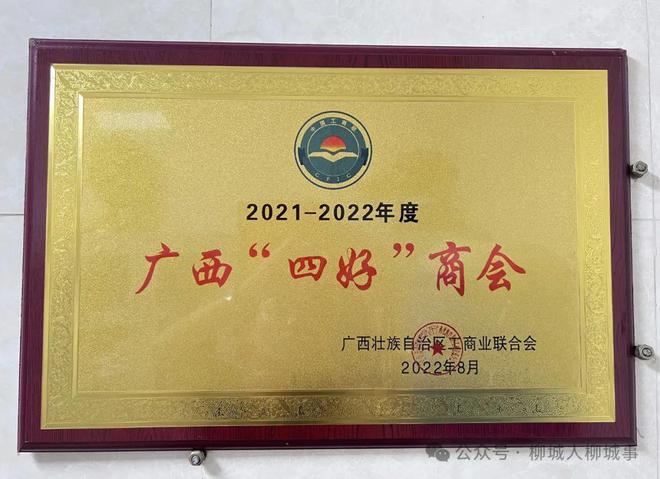 2021-2022年度
广西“四好”商会
广西壮族自治区工商业联合会
2022年8月
公众号·柳城人柳城事